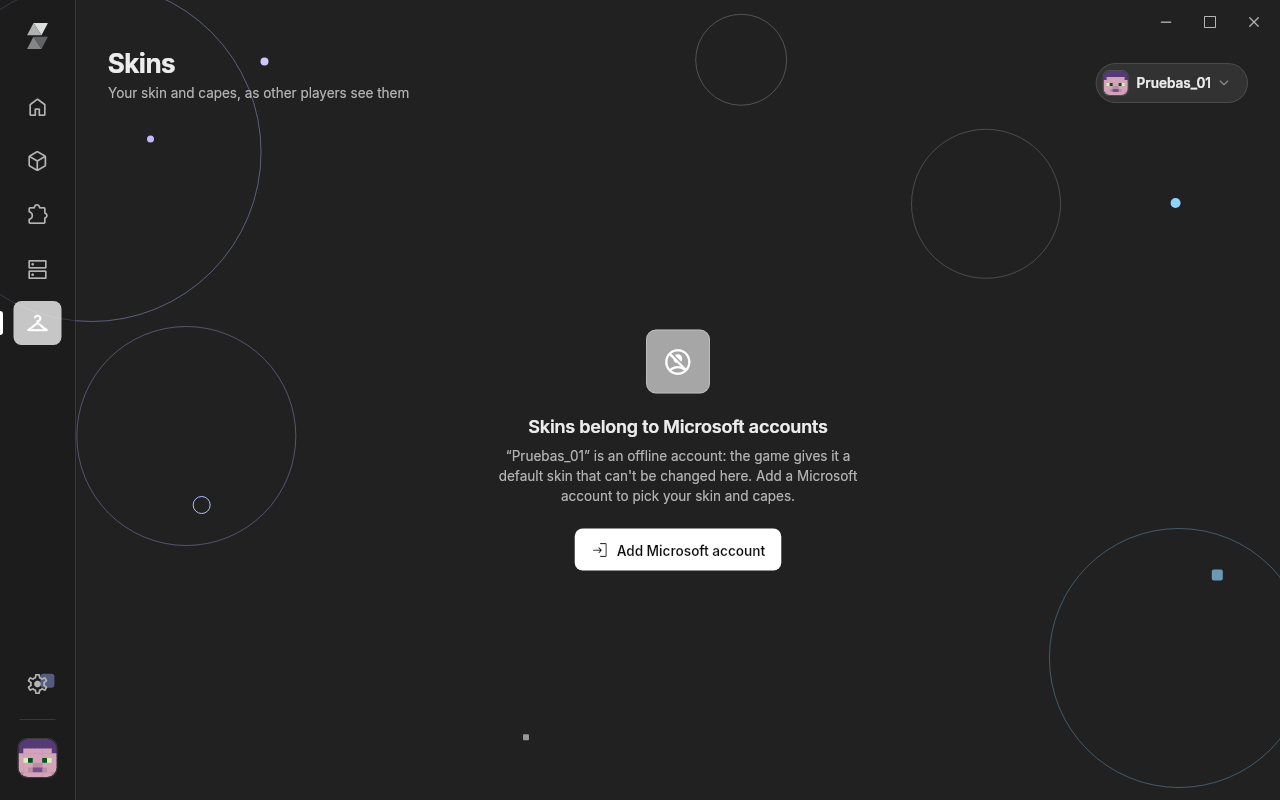 Skins
Your skin and capes, as other players see them
Pruebas_01
Skins belong to Microsoft accounts
“Pruebas_01” is an offline account: the game gives it a
default skin that can't be changed here. Add a Microsoft
account to pick your skin and capes.
Add Microsoft account